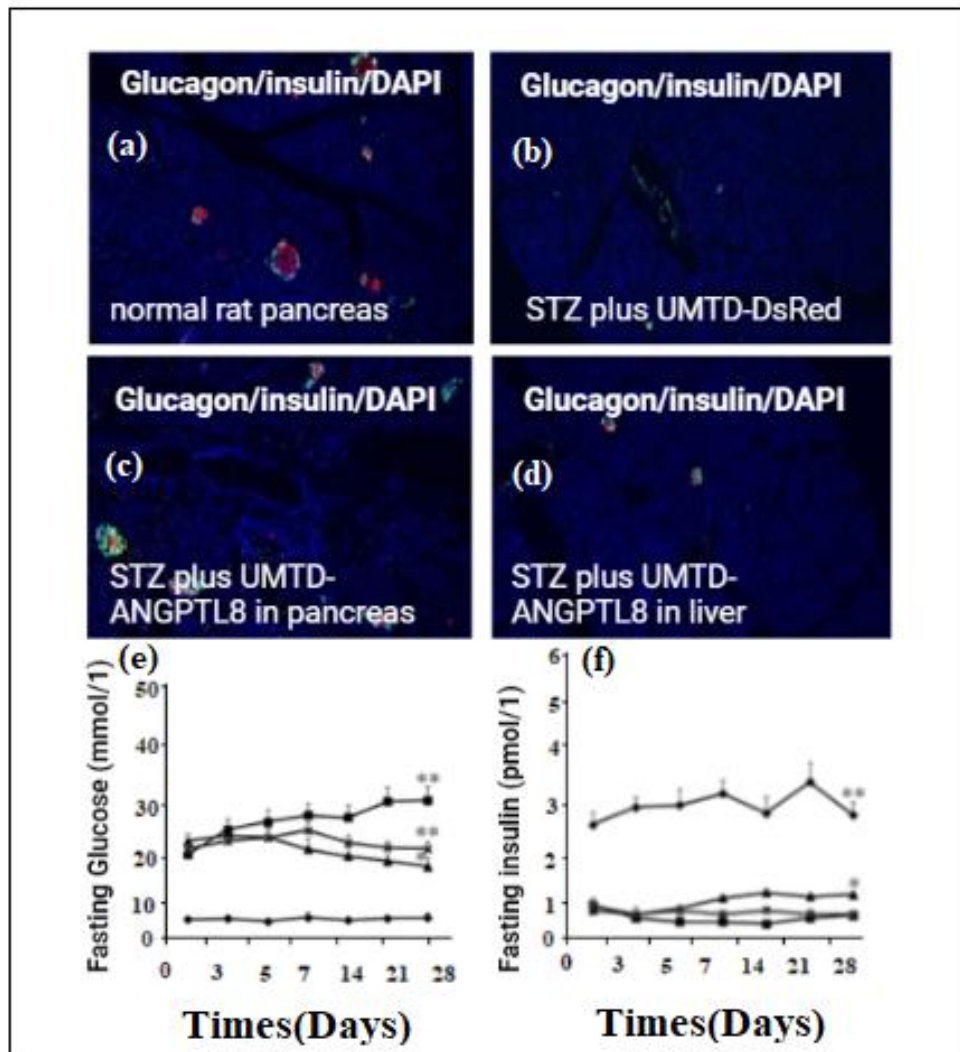 Glucagon/insulin/DAPI
(a)
normal rat pancreas
Glucagon/insulin/DAPI
(b)
STZ plus UMTD-DsRed
Glucagon/insulin/DAPI
(c)
STZ plus UMTD-
ANGPTL8 in pancreas
Glucagon/insulin/DAPI
(d)
STZ plus UMTD-
ANGPTL8 in liver
(e)
Fasting Glucose (mmol/1)
50
40
30
20
10
0
**
**
*
0 3 5 7 14 21 28
Times(Days)
(f)
Fasting insulin (pmol/1)
6
5
4
3
2
1
0
**
*
0 3 5 7 14 21 28
Times(Days)